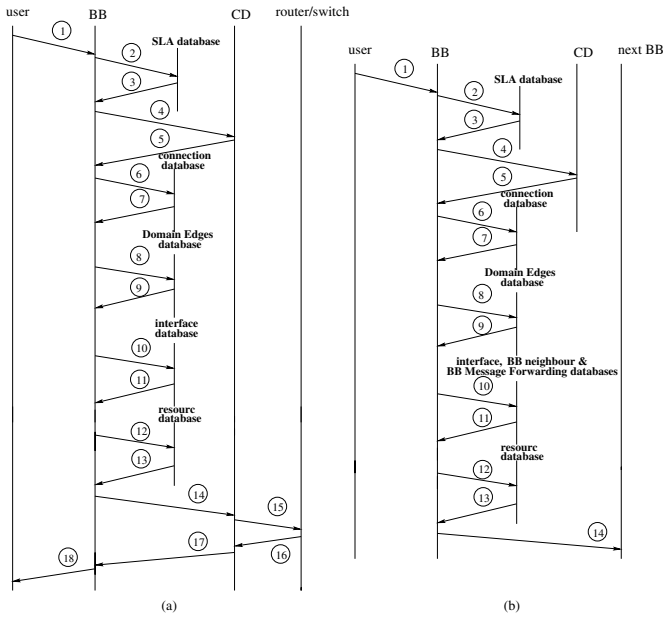 user
BB
CD
router/switch
1
SLA database
2
3
4
5
connection
database
6
7
Domain Edges
database
8
9
interface
database
10
11
resourc
database
12
13
14
15
16
17
18
(a)
user
BB
CD
next BB
1
SLA database
2
3
4
5
connection
database
6
7
Domain Edges
database
8
9
interface, BB neighbour &
BB Message Forwarding databases
10
11
resourc
database
12
13
14
(b)